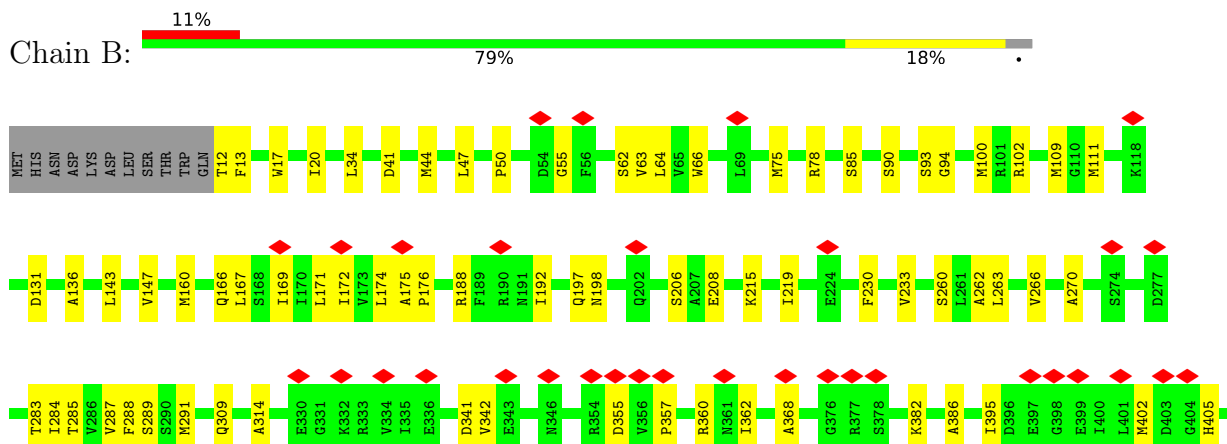 11%
Chain B:
79% 18% •
MET HIS ASN ASP LYS ASP LEU SER THR TRP GLN T12 F13 W17 I20 L34 D41 M44 L47 P50 D54 G55 F56 S62 V63 L64 V65 W66 L69 M75 R78 S85 S90 S93 G94 M100 R101 R102 M109 G110 M111 K118
D131 A136 L143 V147 M160 Q166 L167 S168 I169 I170 L171 I172 V173 L174 A175 P176 R188 F189 R190 N191 I192 Q197 N198 Q202 S206 A207 E208 K215 I219 E224 F230 V233 S260 L261 A262 L263 V266 A270 S274 D277
T283 I284 T285 V286 V287 F288 S289 S290 M291 Q309 A314 E330 G331 K332 R333 V334 I335 E336 D341 V342 E343 N346 R354 D355 V356 P357 R360 N361 I362 A368 G376 R377 S378 K382 A386 I395 D396 E397 G398 E399 I400 L401 M402 D403 G404 H405